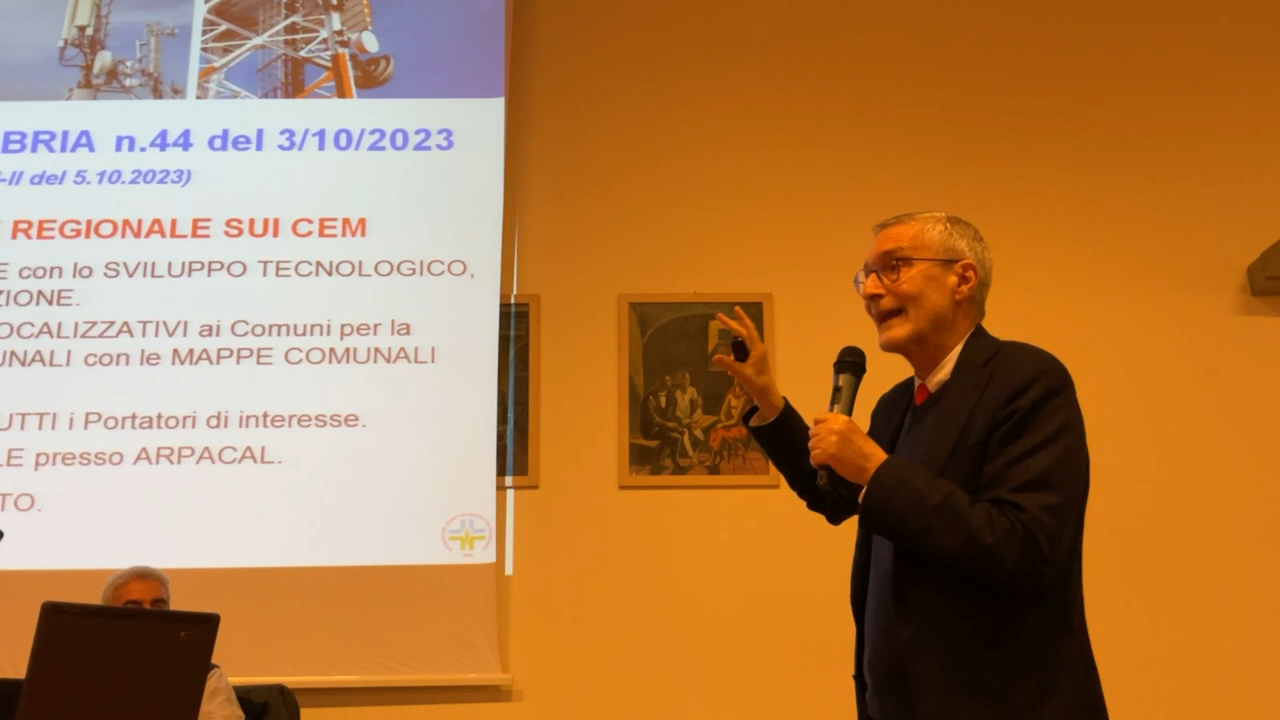 BRIA n.44 del 3/10/2023
-II del 5.10.2023)
REGIONALE SUI CEM
E con lo SVILUPPO TECNOLOGICO,
ZIONE.
OCALIZZATIVI ai Comuni per la
UNALI con le MAPPE COMUNALI
UTTI i Portatori di interesse.
LE presso ARPACAL.
TO.